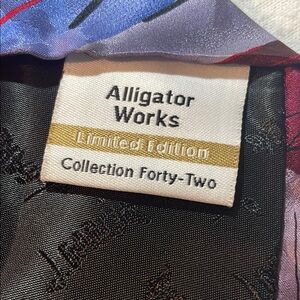 Alligator
Works
Limited Edition
Collection Forty-Two